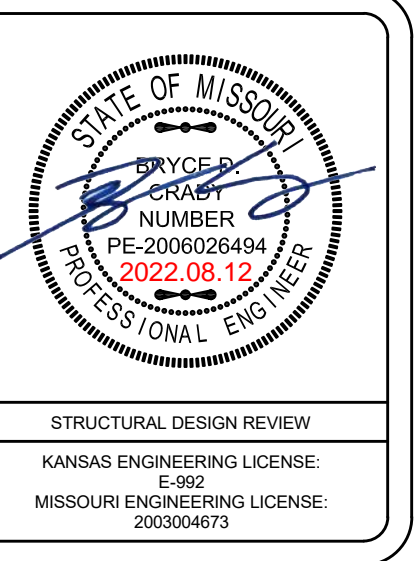 STATE OF MISSOURI
BRYCE D.
CRADY
NUMBER
PE-2006026494
2022.08.12
PROFESSIONAL ENGINEER
STRUCTURAL DESIGN REVIEW
KANSAS ENGINEERING LICENSE:
E-992
MISSOURI ENGINEERING LICENSE:
2003004673